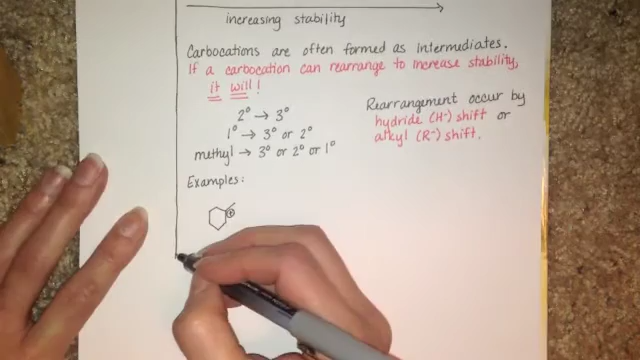 increasing stability
Carbocations are often formed as intermediates.
If a carbocation can rearrange to increase stability,
it will!
2° → 3°
1° → 3° or 2°
methyl → 3° or 2° or 1°
Rearrangement occur by
hydride (H⁻) shift or
alkyl (R⁻) shift.
Examples:
⊕